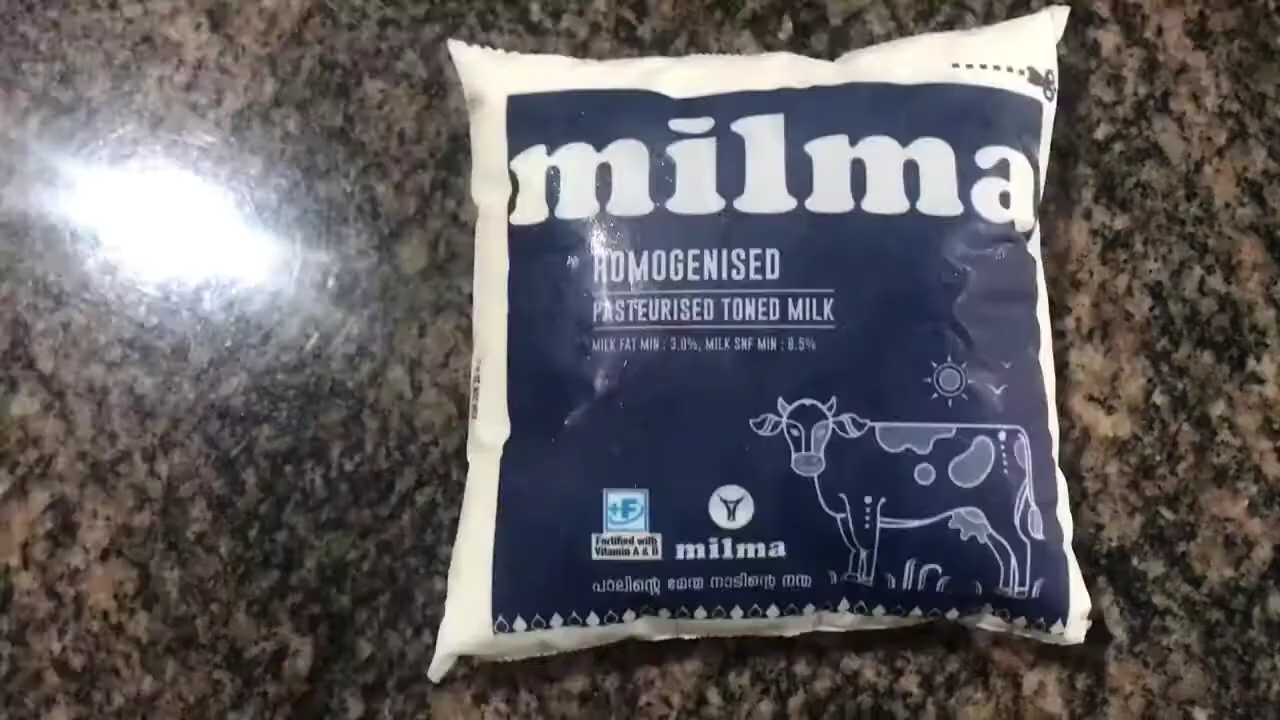 milma
HOMOGENISED
PASTEURISED TONED MILK
MILK FAT MIN : 3.0%, MILK SNF MIN : 8.5%
+F
Fortified with
Vitamin A & D
milma
പാലിന്റെ മേന്മ നാടിന്റെ നന്മ